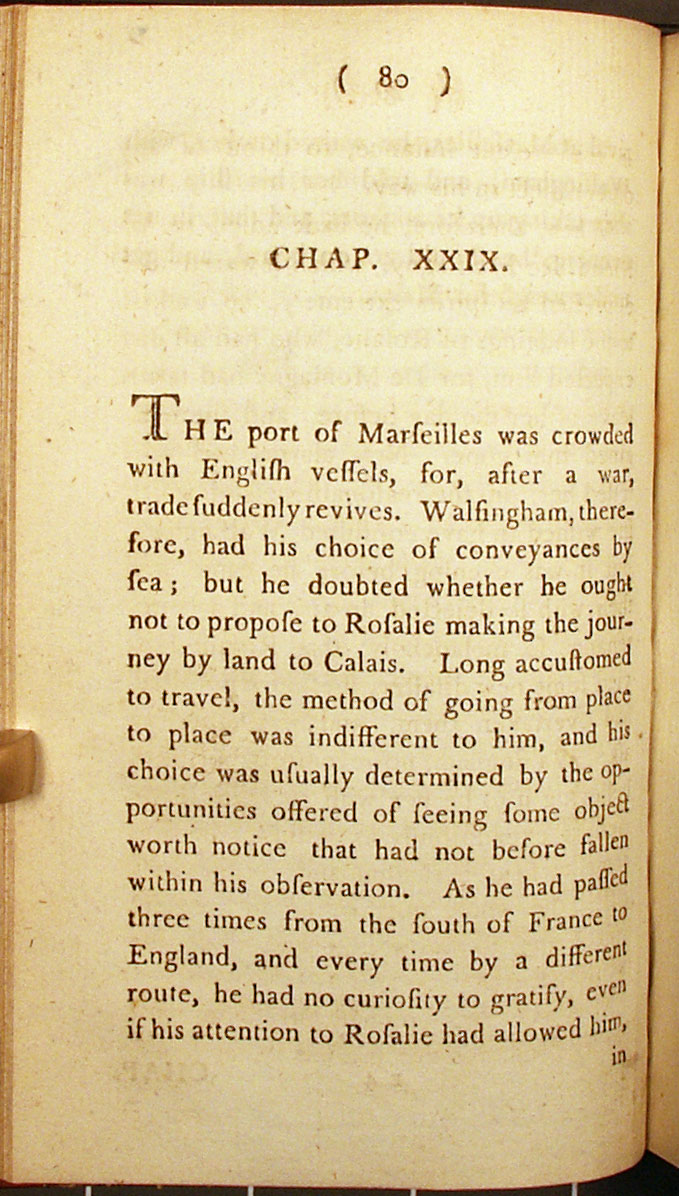 ( 80 )
CHAP. XXIX.
THE port of Marſeilles was crowded
with Engliſh veſſels, for, after a war,
trade ſuddenly revives. Walſingham, there-
fore, had his choice of conveyances by
ſea; but he doubted whether he ought
not to propoſe to Roſalie making the jour-
ney by land to Calais. Long accuſtomed
to travel, the method of going from place
to place was indifferent to him, and his
choice was uſually determined by the op-
portunities offered of ſeeing ſome object
worth notice that had not before fallen
within his obſervation. As he had paſſed
three times from the ſouth of France to
England, and every time by a different
route, he had no curioſity to gratify, even
if his attention to Roſalie had allowed him,
in